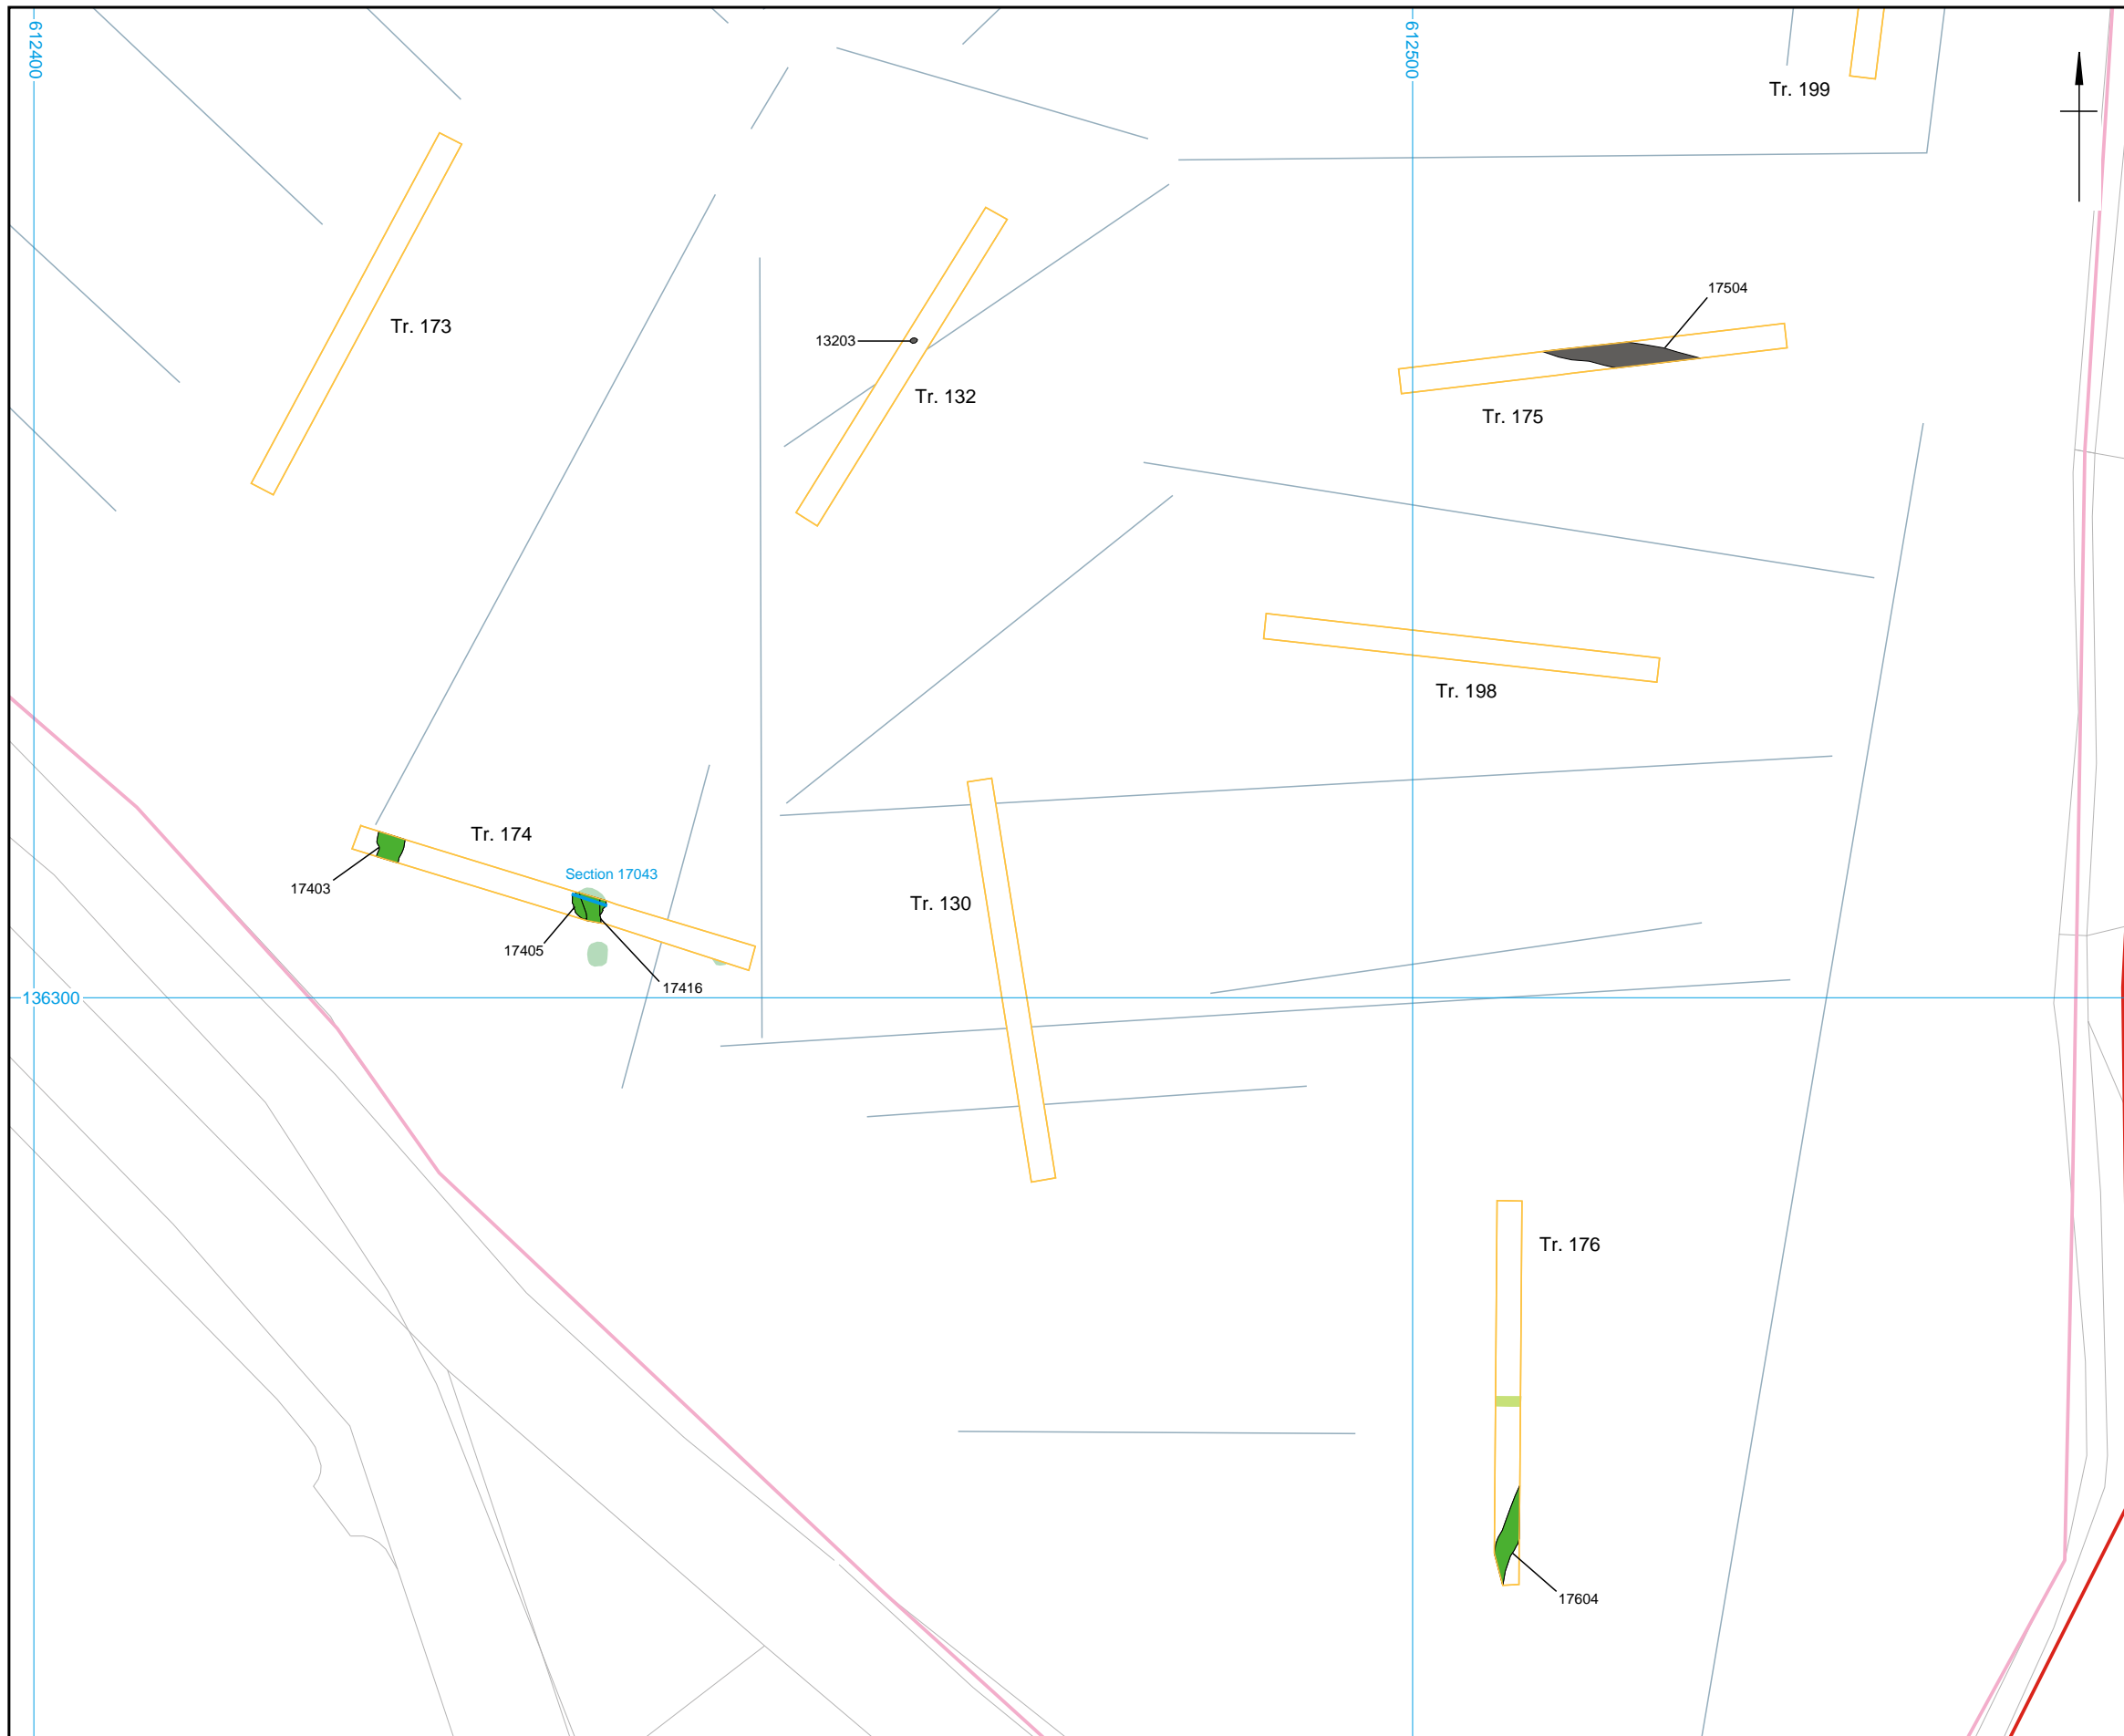 612400
612500
Tr. 199
17504
Tr. 173
13203
Tr. 132
Tr. 175
Tr. 198
Tr. 174
Section 17043
17403
Tr. 130
17405
17416
136300
Tr. 176
17604